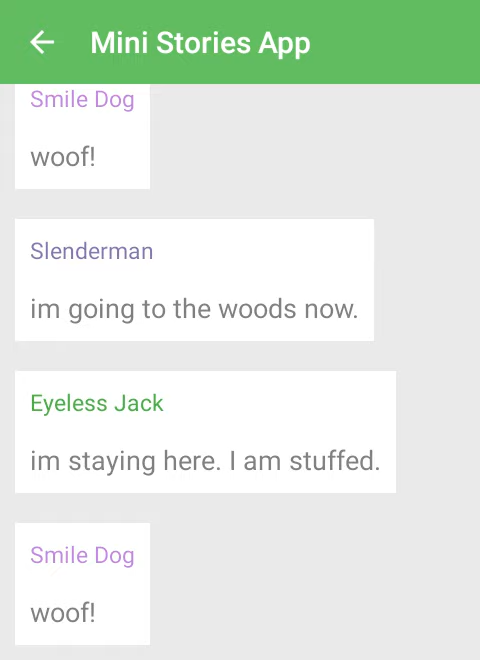 Mini Stories App
Smile Dog
woof!
Slenderman
im going to the woods now.
Eyeless Jack
im staying here. I am stuffed.
Smile Dog
woof!